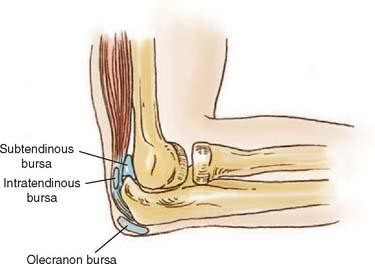 Subtendinous
bursa
Intratendinous
bursa
Olecranon bursa